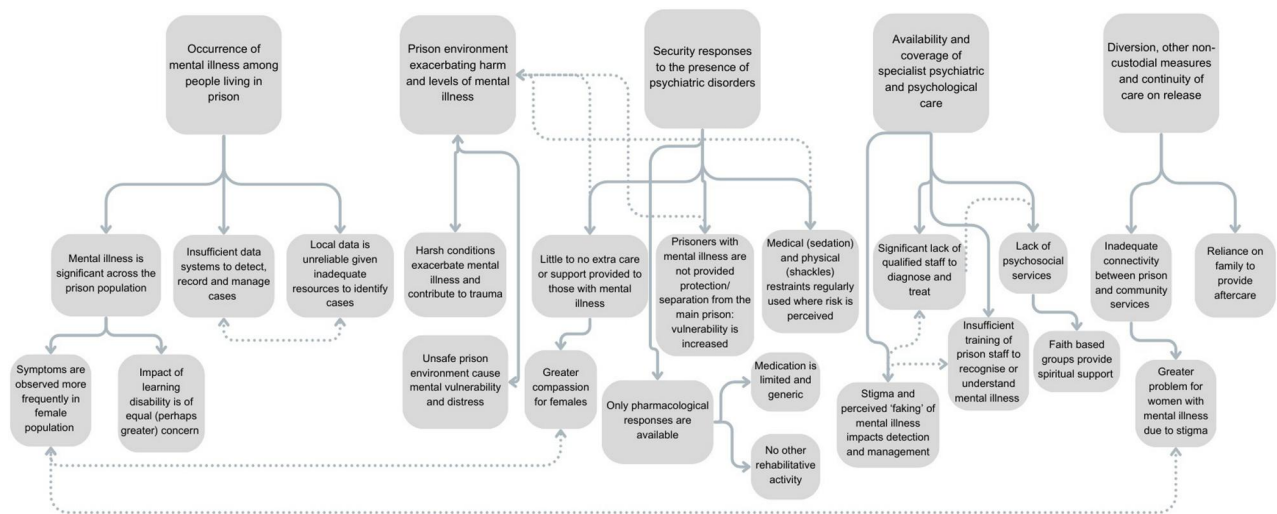 Occurrence of
mental illness among
people living in
prison
Prison environment
exacerbating harm
and levels of mental
illness
Security responses
to the presence of
psychiatric disorders
Availability and
coverage of
specialist psychiatric
and psychological
care
Diversion, other non-
custodial measures
and continuity of
care on release
Mental illness is
significant across the
prison population
Insufficient data
systems to detect,
record and manage
cases
Local data is
unreliable given
inadequate
resources to identify
cases
Harsh conditions
exacerbate mental
illness and
contribute to trauma
Little to no extra care
or support provided to
those with mental
illness
Prisoners with
mental illness are
not provided
protection/
separation from the
main prison:
vulnerability is
increased
Medical (sedation)
and physical
(shackles)
restraints regularly
used where risk is
perceived
Significant lack of
qualified staff to
diagnose and
treat
Lack of
psychosocial
services
Inadequate
connectivity
between prison
and community
services
Reliance on
family to
provide
aftercare
Symptoms are
observed more
frequently in
female
population
Impact of
learning
disability is of
equal (perhaps
greater) concern
Unsafe prison
environment cause
mental vulnerability
and distress
Greater
compassion
for females
Only pharmacological
responses are
available
Medication is
limited and
generic
No other
rehabilitative
activity
Stigma and
perceived ‘faking’ of
mental illness
impacts detection
and management
Insufficient
training of
prison staff to
recognise or
understand
mental illness
Faith based
groups provide
spiritual support
Greater
problem for
women with
mental illness
due to stigma